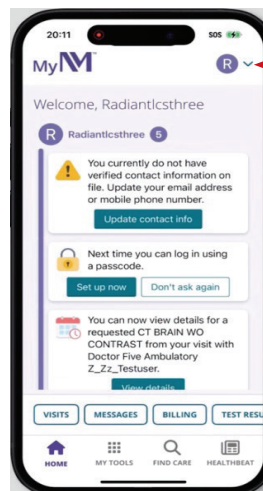 20:11
SOS
MyNM™
R
Welcome, Radiantlcsthree
R Radiantlcsthree 5
You currently do not have
verified contact information on
file. Update your email address
or mobile phone number.
Update contact info
Next time you can log in using
a passcode.
Set up now Don't ask again
You can now view details for a
requested CT BRAIN WO
CONTRAST from your visit with
Doctor Five Ambulatory
Z_Zz_Testuser.
View details
VISITS MESSAGES BILLING TEST RESU
HOME MY TOOLS FIND CARE HEALTHBEAT